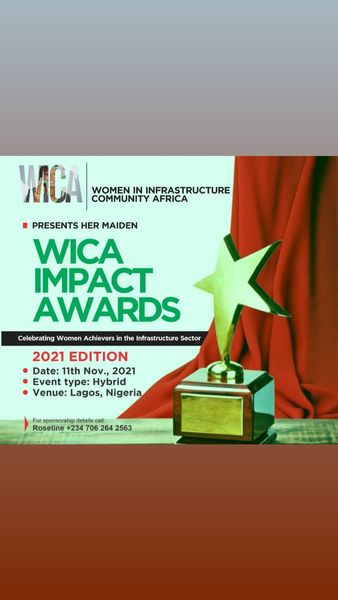 WICA
WOMEN IN INFRASTRUCTURE
COMMUNITY AFRICA
PRESENTS HER MAIDEN
WICA
IMPACT
AWARDS
Celebrating Women Achievers in the Infrastructure Sector
2021 EDITION
Date: 11th Nov., 2021
Event type: Hybrid
Venue: Lagos, Nigeria
For sponsorship details call:
Roseline +234 706 264 2563